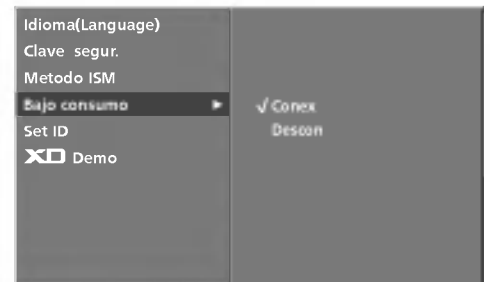 Idioma(Language)
Clave segur.
Metodo ISM
Bajo consumo ►
Set ID
XD Demo
√ Conex
Descon